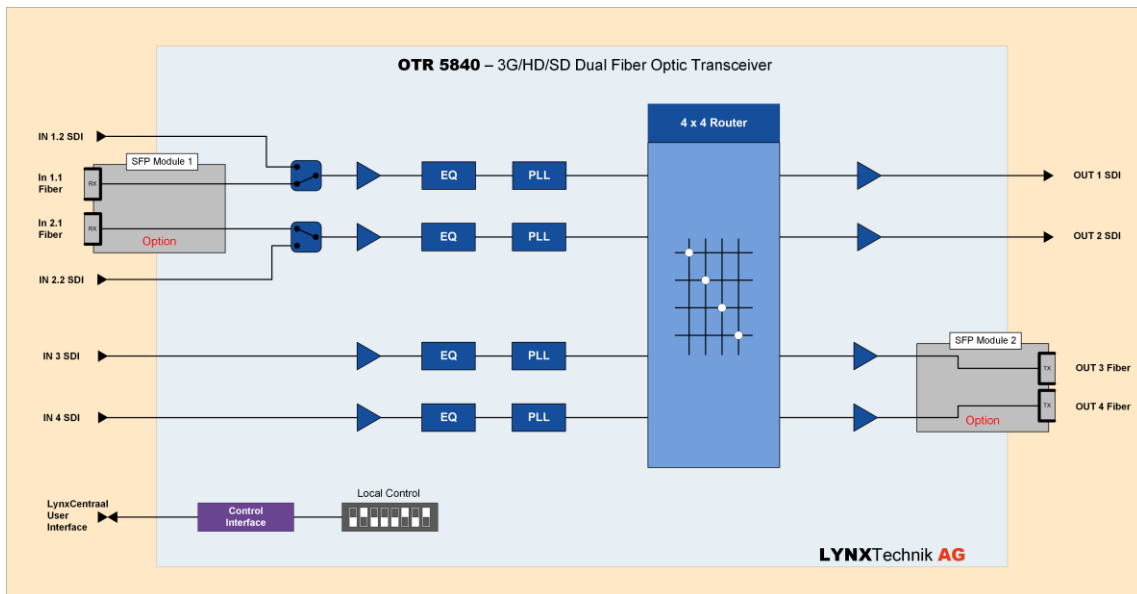 OTR 5840 – 3G/HD/SD Dual Fiber Optic Transceiver
4 x 4 Router
IN 1.2 SDI
SFP Module 1
In 1.1
Fiber
RX
In 2.1
Fiber
RX
Option
IN 2.2 SDI
EQ
PLL
OUT 1 SDI
EQ
PLL
OUT 2 SDI
IN 3 SDI
EQ
PLL
SFP Module 2
TX
OUT 3 Fiber
IN 4 SDI
EQ
PLL
TX
OUT 4 Fiber
Option
LynxCentraal
User
Interface
Control
Interface
Local Control
LYNXTechnik AG